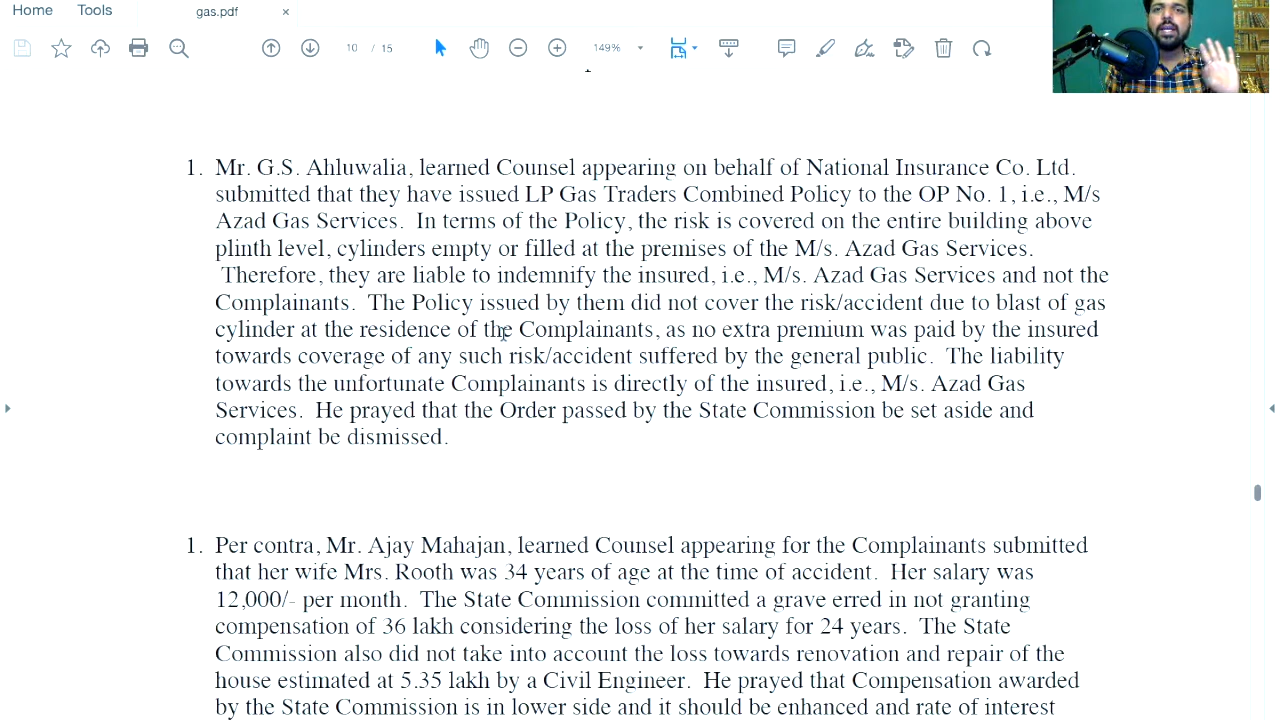 Home Tools gas.pdf ×
10 / 15 149%
1. Mr. G.S. Ahluwalia, learned Counsel appearing on behalf of National Insurance Co. Ltd.
submitted that they have issued LP Gas Traders Combined Policy to the OP No. 1, i.e., M/s
Azad Gas Services. In terms of the Policy, the risk is covered on the entire building above
plinth level, cylinders empty or filled at the premises of the M/s. Azad Gas Services.
Therefore, they are liable to indemnify the insured, i.e., M/s. Azad Gas Services and not the
Complainants. The Policy issued by them did not cover the risk/accident due to blast of gas
cylinder at the residence of the Complainants, as no extra premium was paid by the insured
towards coverage of any such risk/accident suffered by the general public. The liability
towards the unfortunate Complainants is directly of the insured, i.e., M/s. Azad Gas
Services. He prayed that the Order passed by the State Commission be set aside and
complaint be dismissed.
1. Per contra, Mr. Ajay Mahajan, learned Counsel appearing for the Complainants submitted
that her wife Mrs. Rooth was 34 years of age at the time of accident. Her salary was
12,000/- per month. The State Commission committed a grave erred in not granting
compensation of 36 lakh considering the loss of her salary for 24 years. The State
Commission also did not take into account the loss towards renovation and repair of the
house estimated at 5.35 lakh by a Civil Engineer. He prayed that Compensation awarded
by the State Commission is in lower side and it should be enhanced and rate of interest